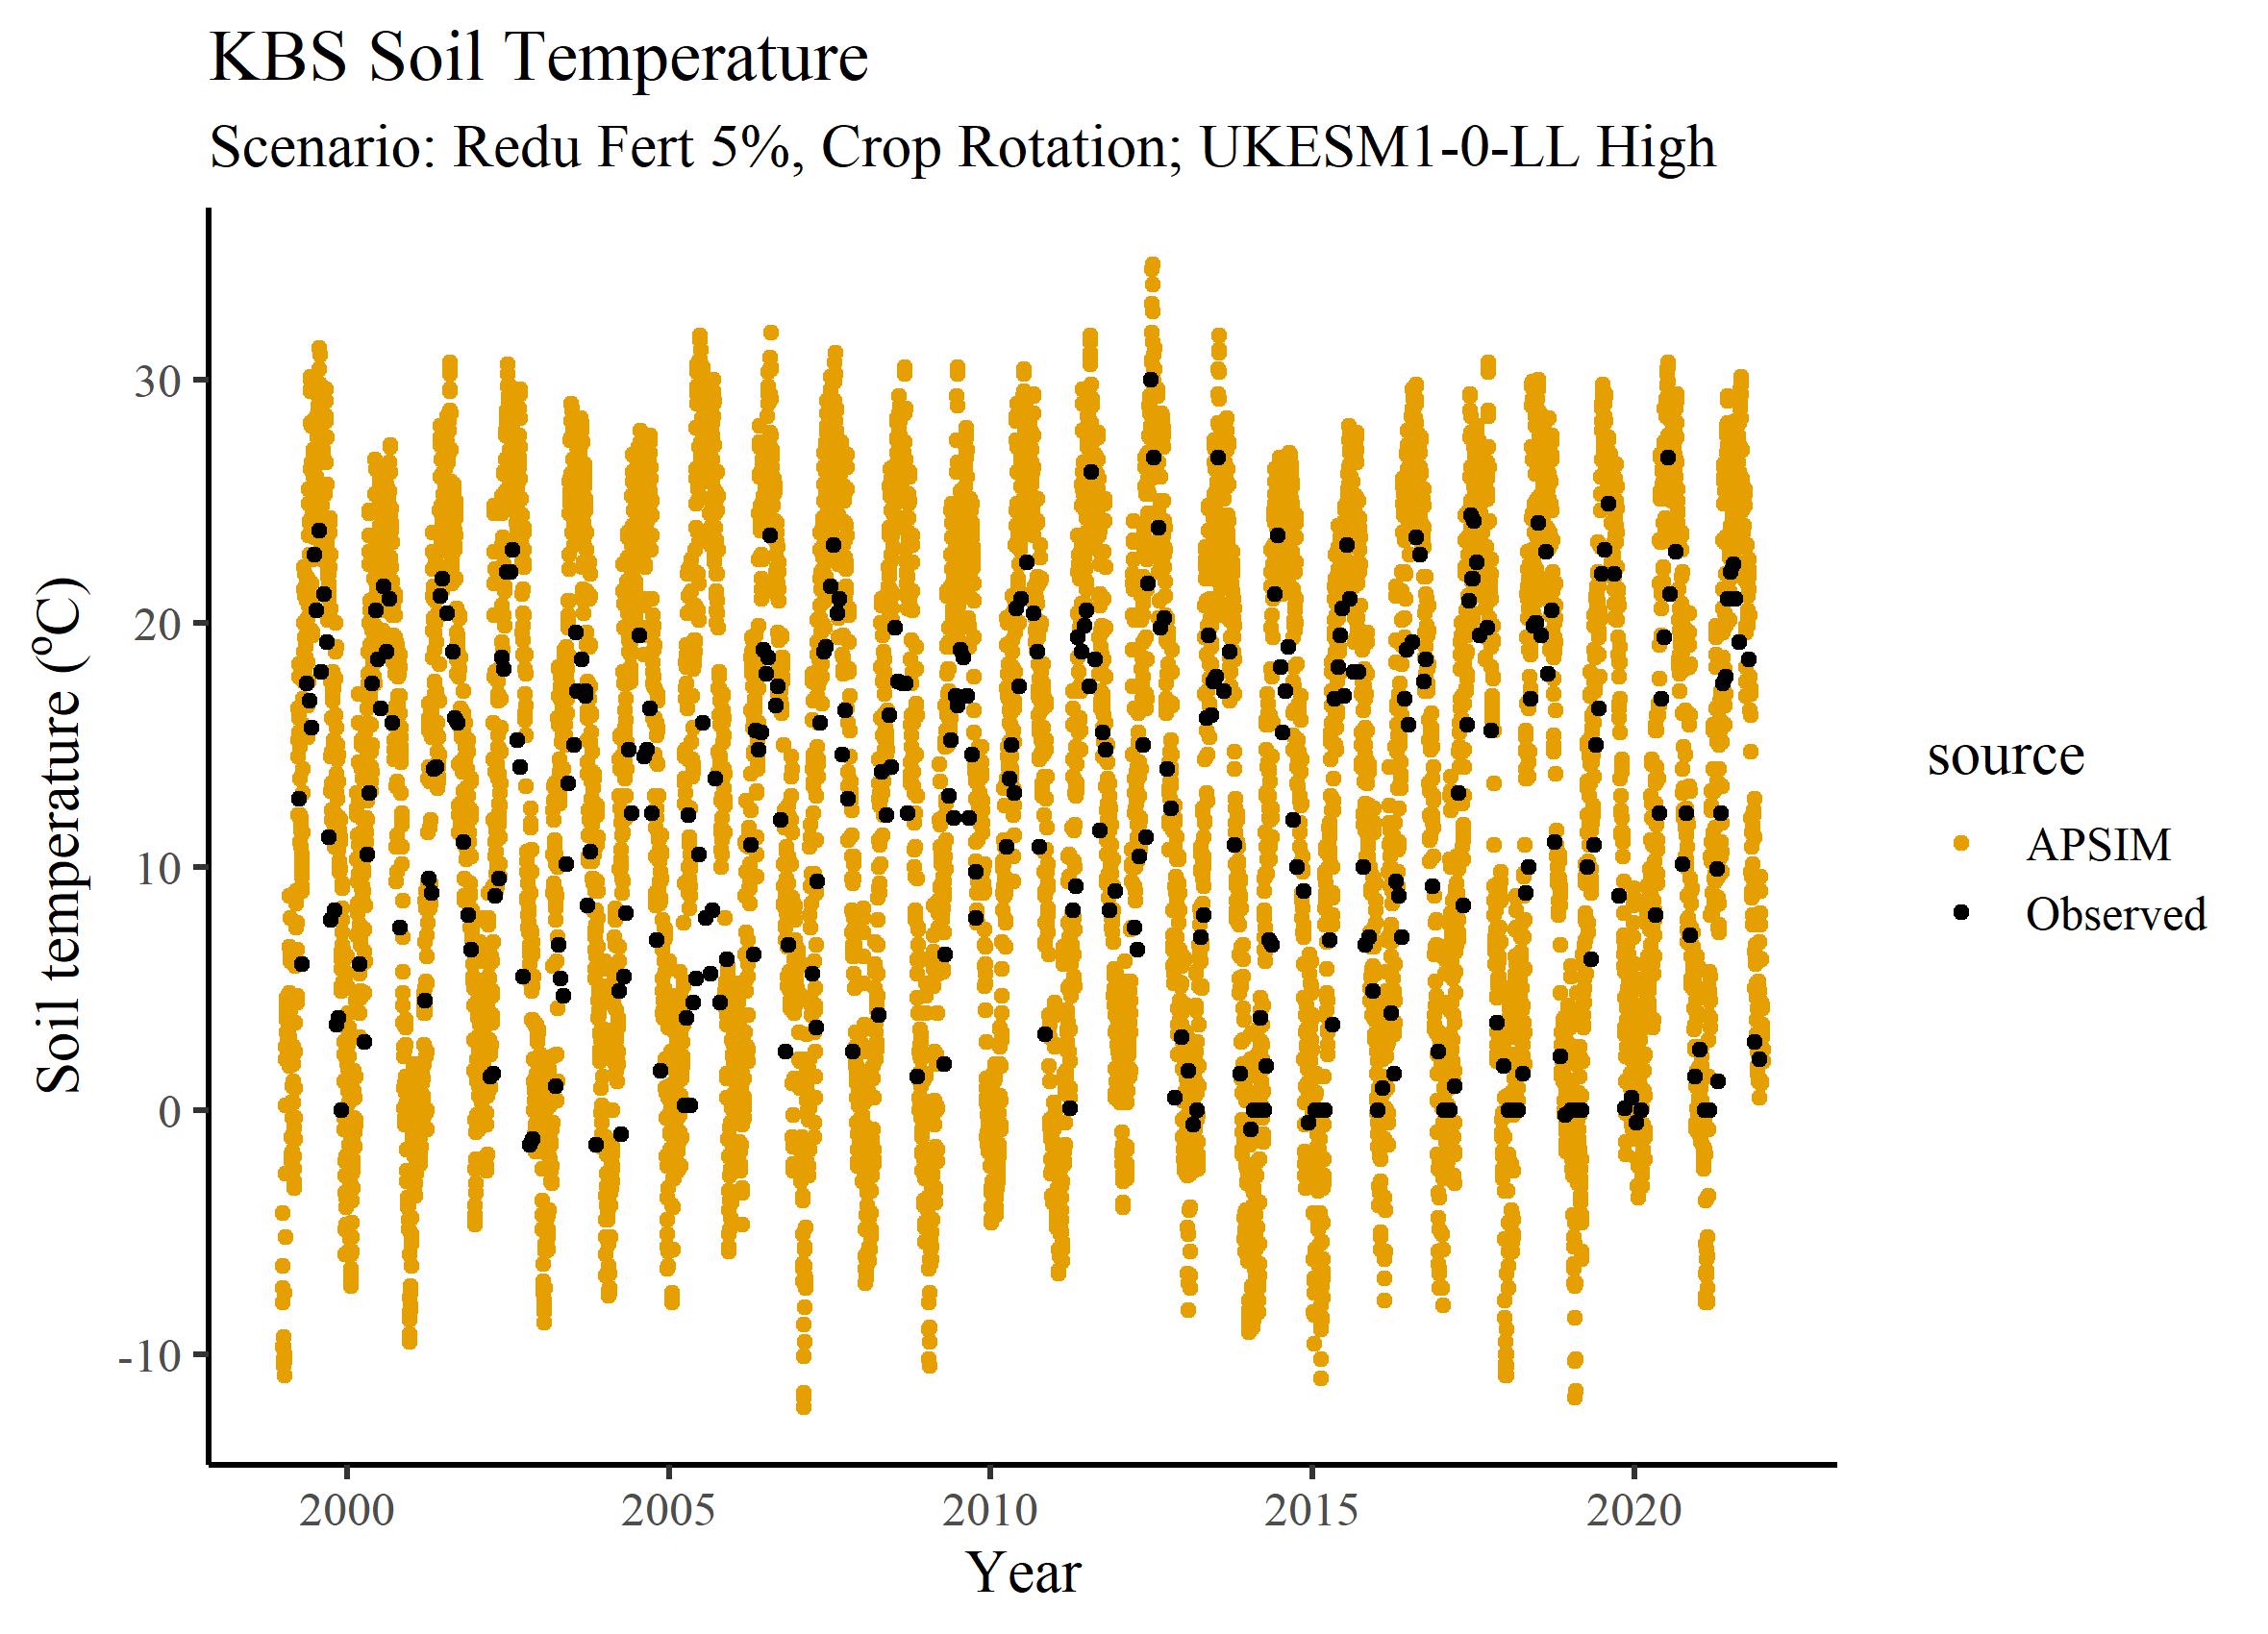 KBS Soil Temperature
Scenario: Redu Fert 5%, Crop Rotation; UKESM1-0-LL High
Soil temperature (ºC)
30
20
10
0
-10
2000
2005
2010
2015
2020
Year
source
APSIM
Observed